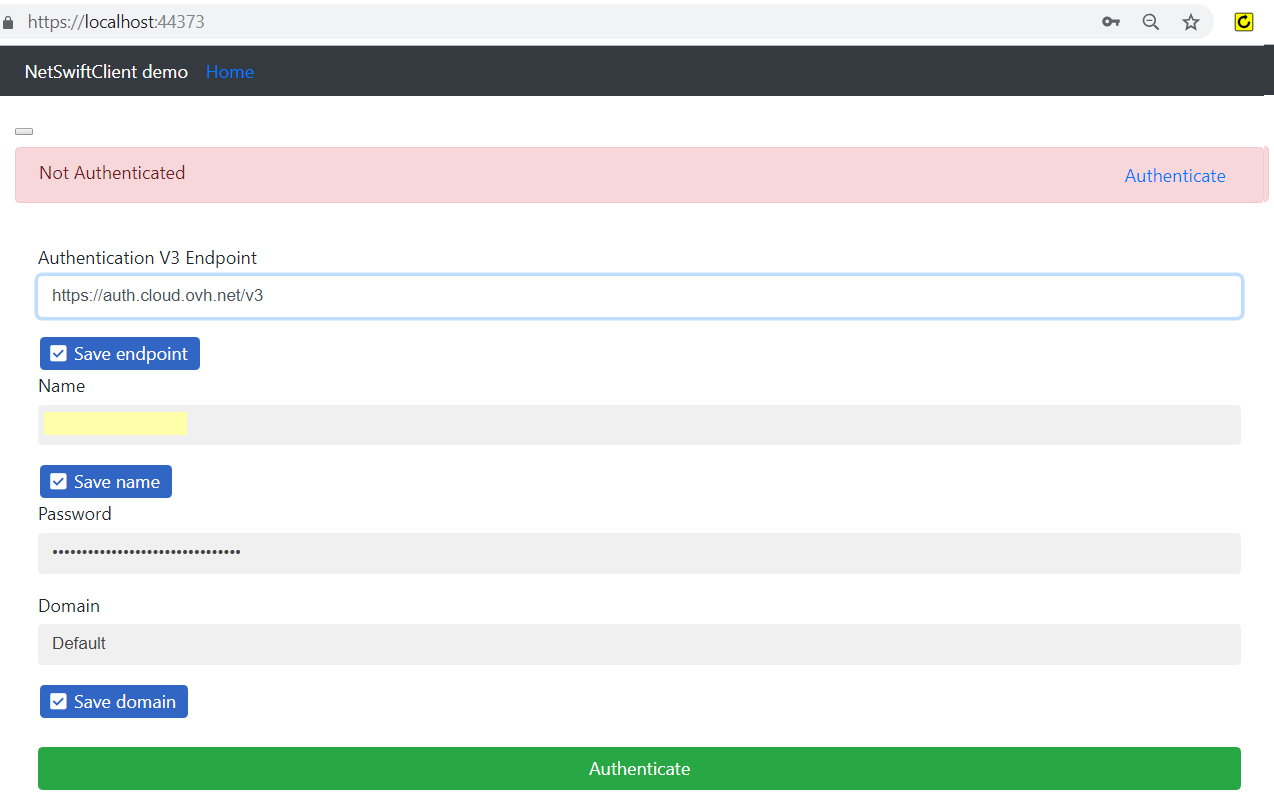 https://localhost:44373
NetSwiftClient demo Home
Not Authenticated Authenticate
Authentication V3 Endpoint
https://auth.cloud.ovh.net/v3
Save endpoint
Name
Save name
Password
••••••••••••••••••••••••••••••••
Domain
Default
Save domain
Authenticate